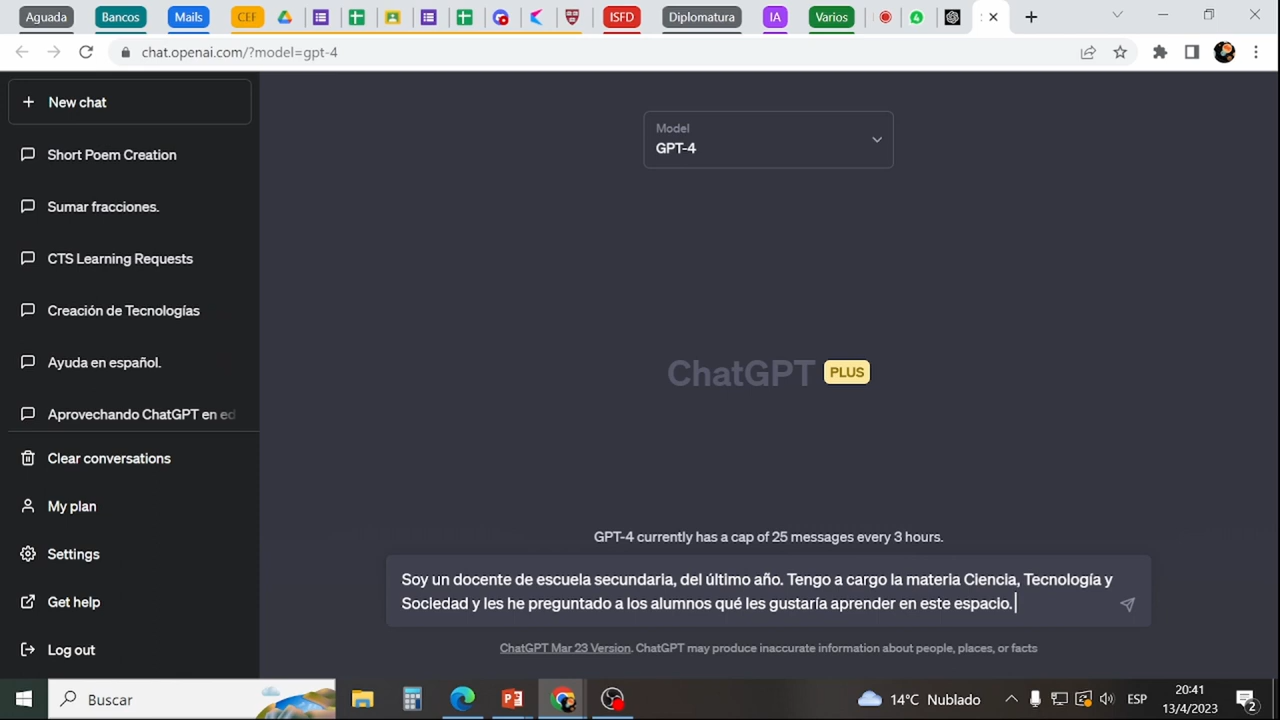 Aguada Bancos Mails CEF ISFD Diplomatura IA Varios
chat.openai.com/?model=gpt-4
New chat
Short Poem Creation
Sumar fracciones.
CTS Learning Requests
Creación de Tecnologías
Ayuda en español.
Aprovechando ChatGPT en ed
Clear conversations
My plan
Settings
Get help
Log out
Model
GPT-4
ChatGPT PLUS
GPT-4 currently has a cap of 25 messages every 3 hours.
Soy un docente de escuela secundaria, del último año. Tengo a cargo la materia Ciencia, Tecnología y
Sociedad y les he preguntado a los alumnos qué les gustaría aprender en este espacio.
ChatGPT Mar 23 Version. ChatGPT may produce inaccurate information about people, places, or facts
Buscar
14°C Nublado
ESP
20:41
13/4/2023
2